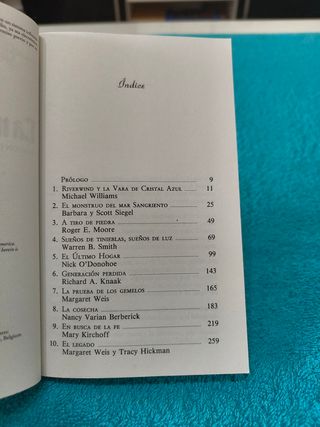 Índice
PRÓLOGO 9
1. RIVERWIND Y LA VARA DE CRISTAL AZUL 11
Michael Williams
2. EL MONSTRUO DEL MAR SANGRIENTO 25
Barbara y Scott Siegel
3. A TIRO DE PIEDRA 49
Roger E. Moore
4. SUEÑOS DE TINIEBLAS, SUEÑOS DE LUZ 69
Warren B. Smith
5. EL ÚLTIMO HOGAR 99
Nick O'Donohoe
6. GENERACIÓN PERDIDA 143
Richard A. Knaak
7. LA PRUEBA DE LOS GEMELOS 165
Margaret Weis
8. LA COSECHA 183
Nancy Varian Berberick
9. EN BUSCA DE LA FE 219
Mary Kirchoff
10. EL LEGADO 259
Margaret Weis y Tracy Hickman